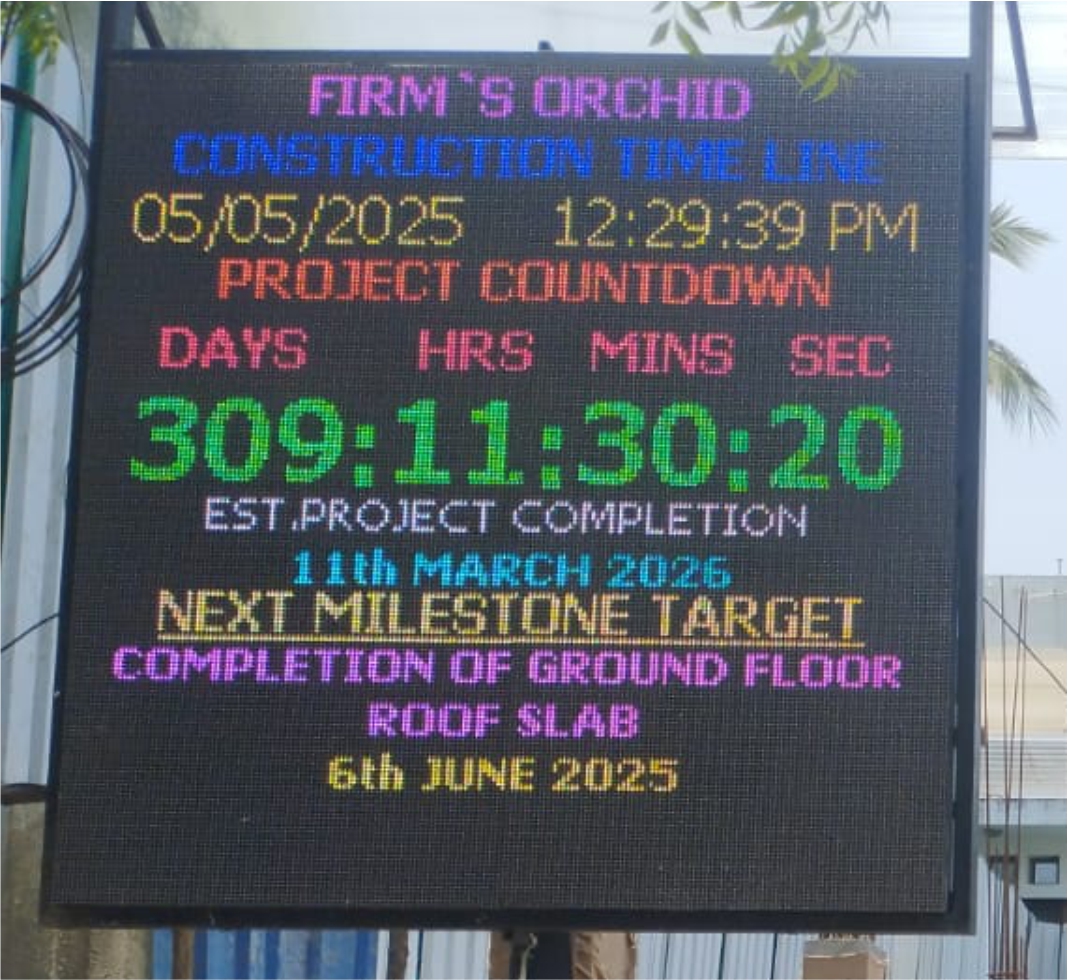 FIRM`S ORCHID
CONSTRUCTION TIME LINE
05/05/2025 12:29:39 PM
PROJECT COUNTDOWN
DAYS HRS MINS SEC
309:11:30:20
EST.PROJECT COMPLETION
11th MARCH 2026
NEXT MILESTONE TARGET
COMPLETION OF GROUND FLOOR
ROOF SLAB
6th JUNE 2025